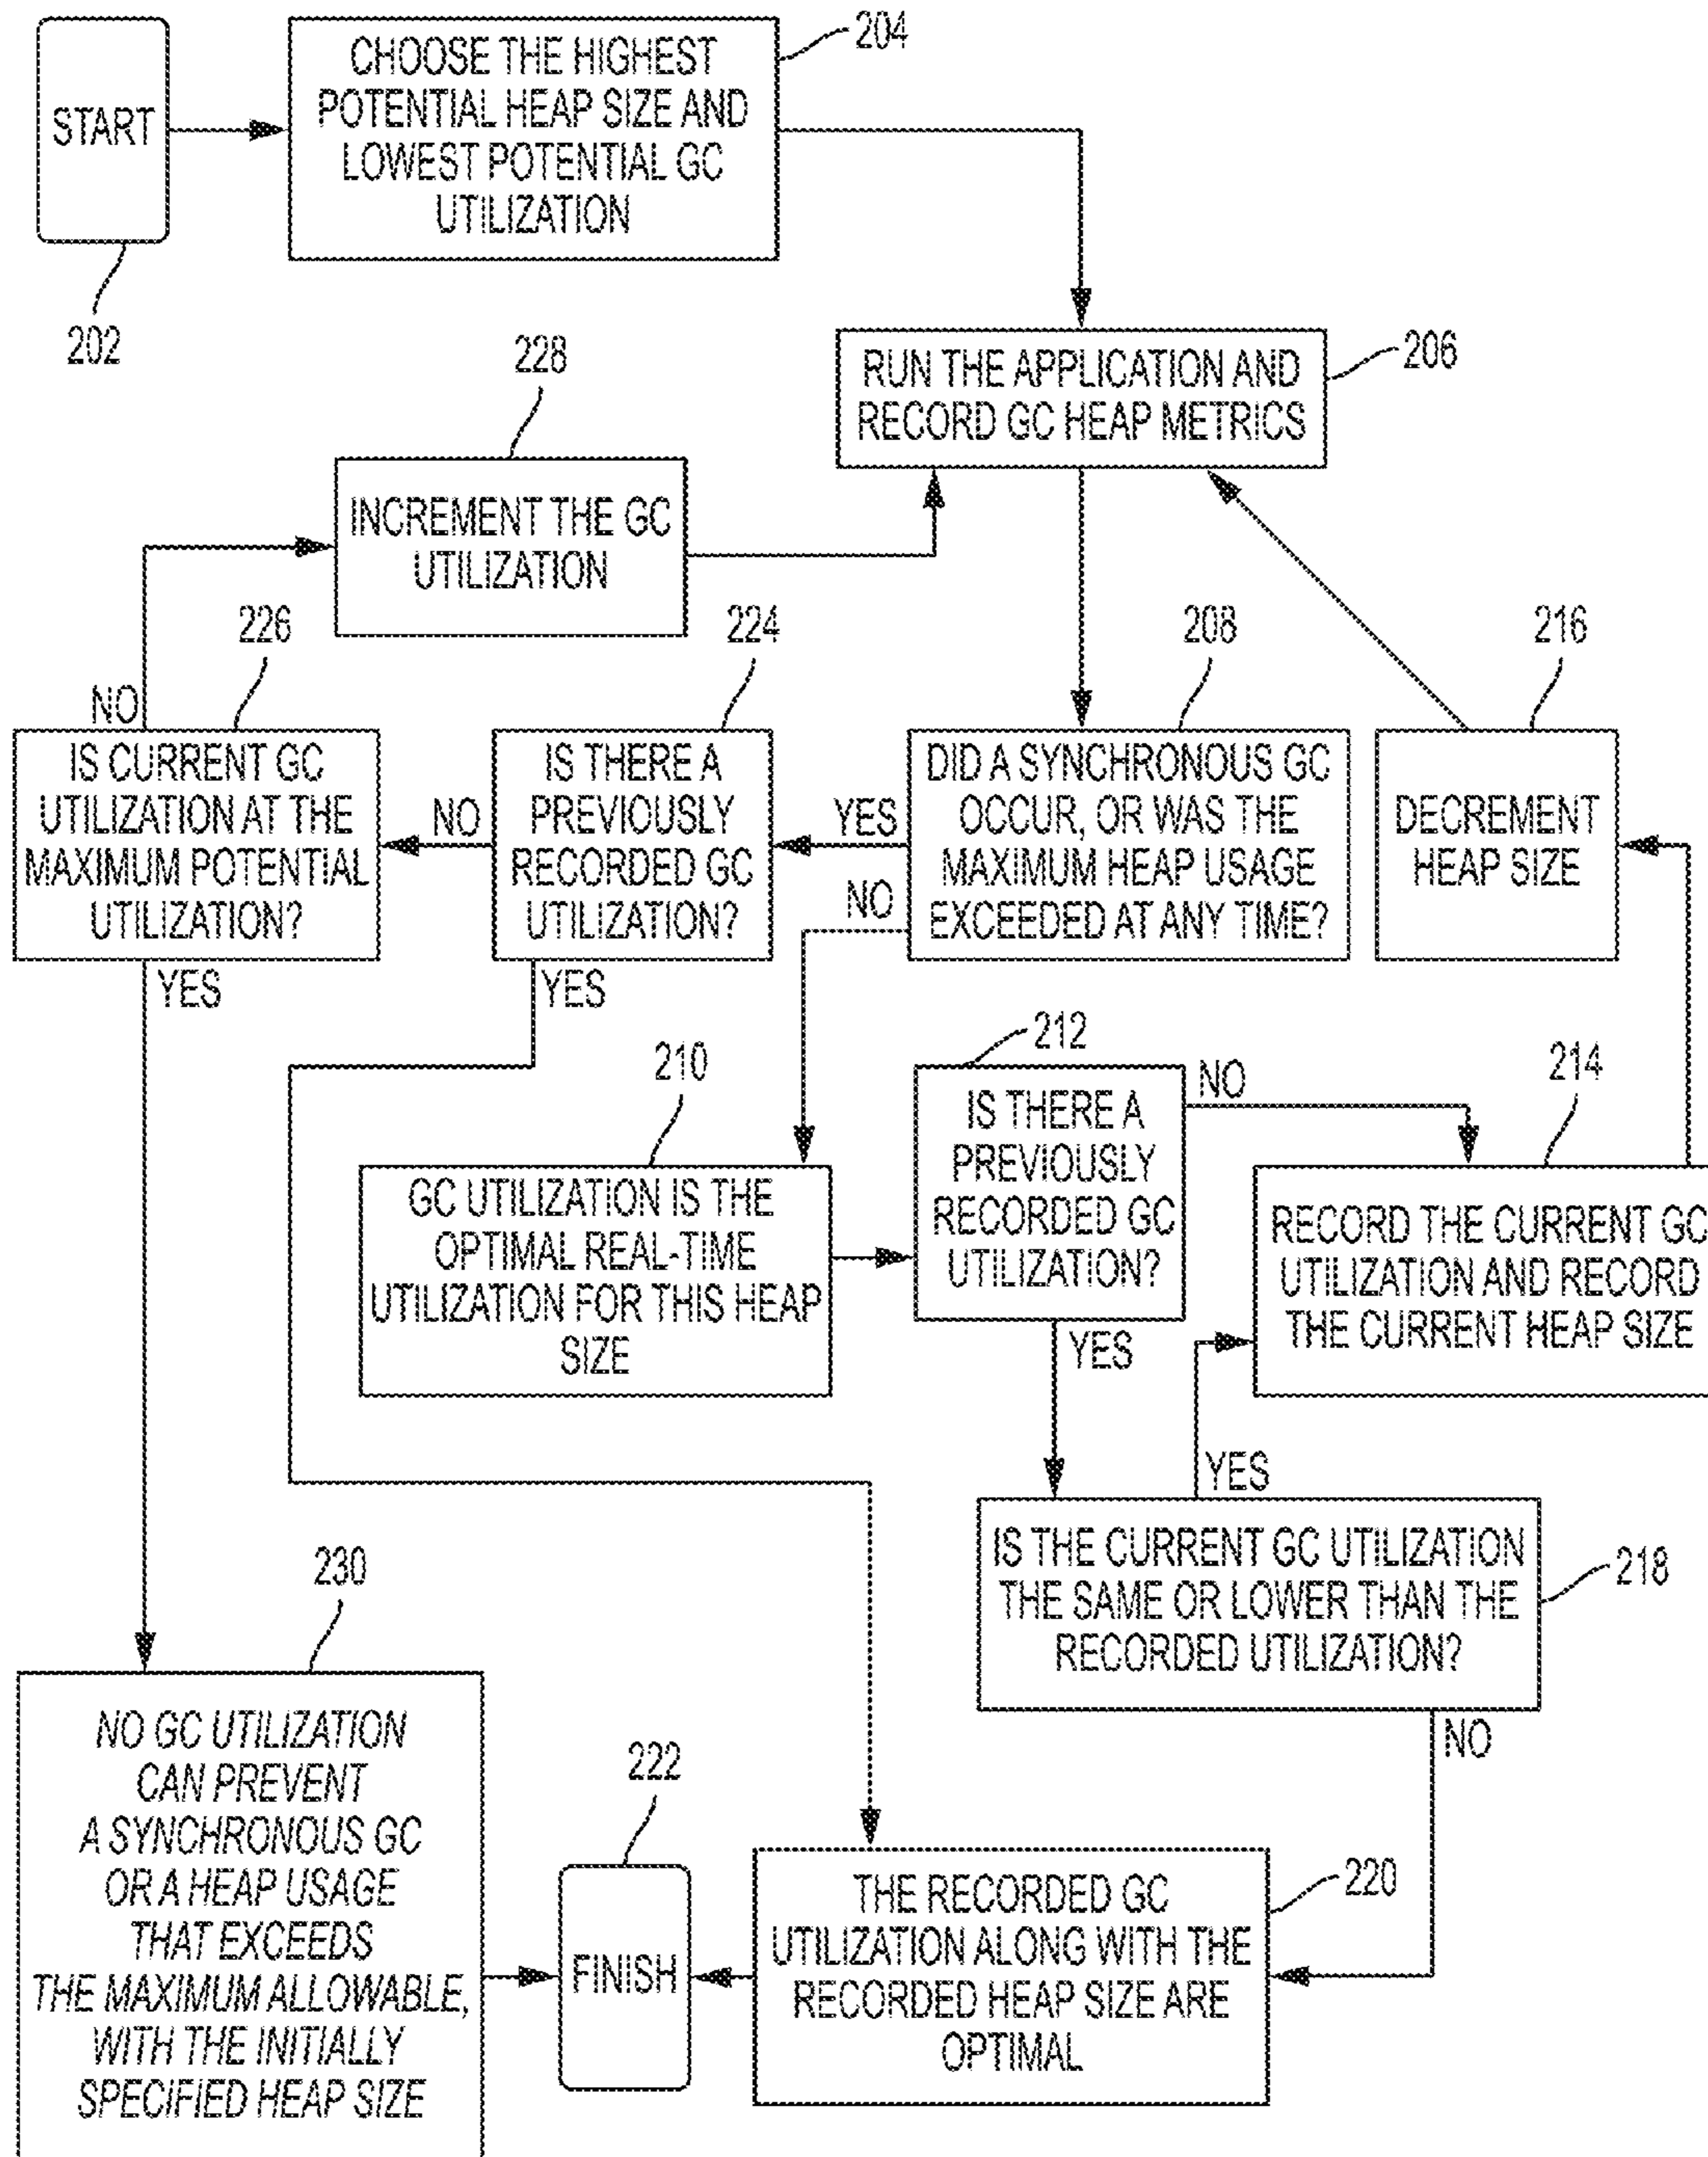 START
202
CHOOSE THE HIGHEST
POTENTIAL HEAP SIZE AND
LOWEST POTENTIAL GC
UTILIZATION
204
RUN THE APPLICATION AND
RECORD GC HEAP METRICS
206
228
INCREMENT THE GC
UTILIZATION
226
NO
IS CURRENT GC
UTILIZATION AT THE
MAXIMUM POTENTIAL
UTILIZATION?
YES
NO
224
IS THERE A
PREVIOUSLY
RECORDED GC
UTILIZATION?
YES
YES
NO
208
DID A SYNCHRONOUS GC
OCCUR, OR WAS THE
MAXIMUM HEAP USAGE
EXCEEDED AT ANY TIME?
216
DECREMENT
HEAP SIZE
210
GC UTILIZATION IS THE
OPTIMAL REAL-TIME
UTILIZATION FOR THIS HEAP
SIZE
212
IS THERE A
PREVIOUSLY
RECORDED GC
UTILIZATION?
NO
YES
214
RECORD THE CURRENT GC
UTILIZATION AND RECORD
THE CURRENT HEAP SIZE
YES
IS THE CURRENT GC UTILIZATION
THE SAME OR LOWER THAN THE
RECORDED UTILIZATION?
218
NO
230
NO GC UTILIZATION
CAN PREVENT
A SYNCHRONOUS GC
OR A HEAP USAGE
THAT EXCEEDS
THE MAXIMUM ALLOWABLE,
WITH THE INITIALLY
SPECIFIED HEAP SIZE
222
FINISH
THE RECORDED GC
UTILIZATION ALONG WITH THE
RECORDED HEAP SIZE ARE
OPTIMAL
220